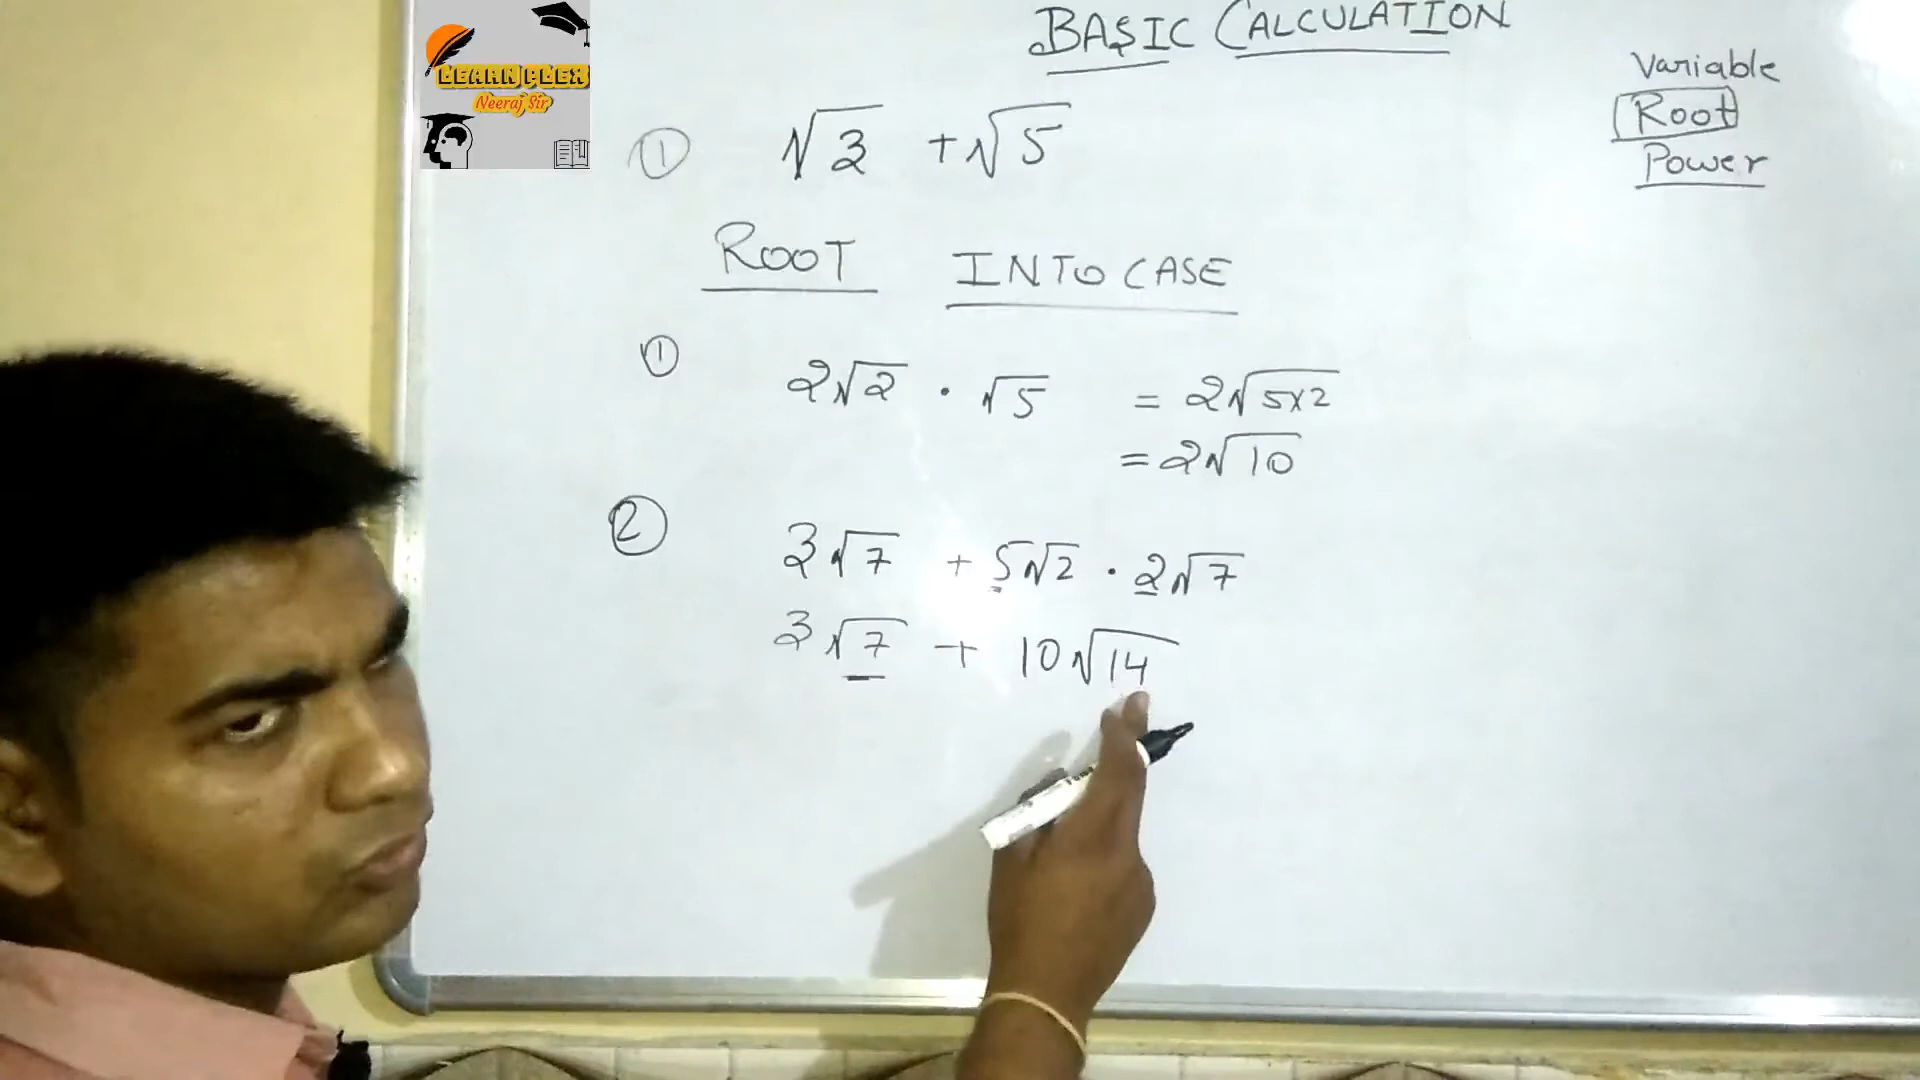 LEARN PLEX
Neeraj Sir
BASIC CALCULATION
Variable
Root
Power
① √3 + √5
ROOT INTO CASE
① 2√2 · √5 = 2√5×2
= 2√10
② 3√7 + 5√2 · 2√7
3√7 + 10√14